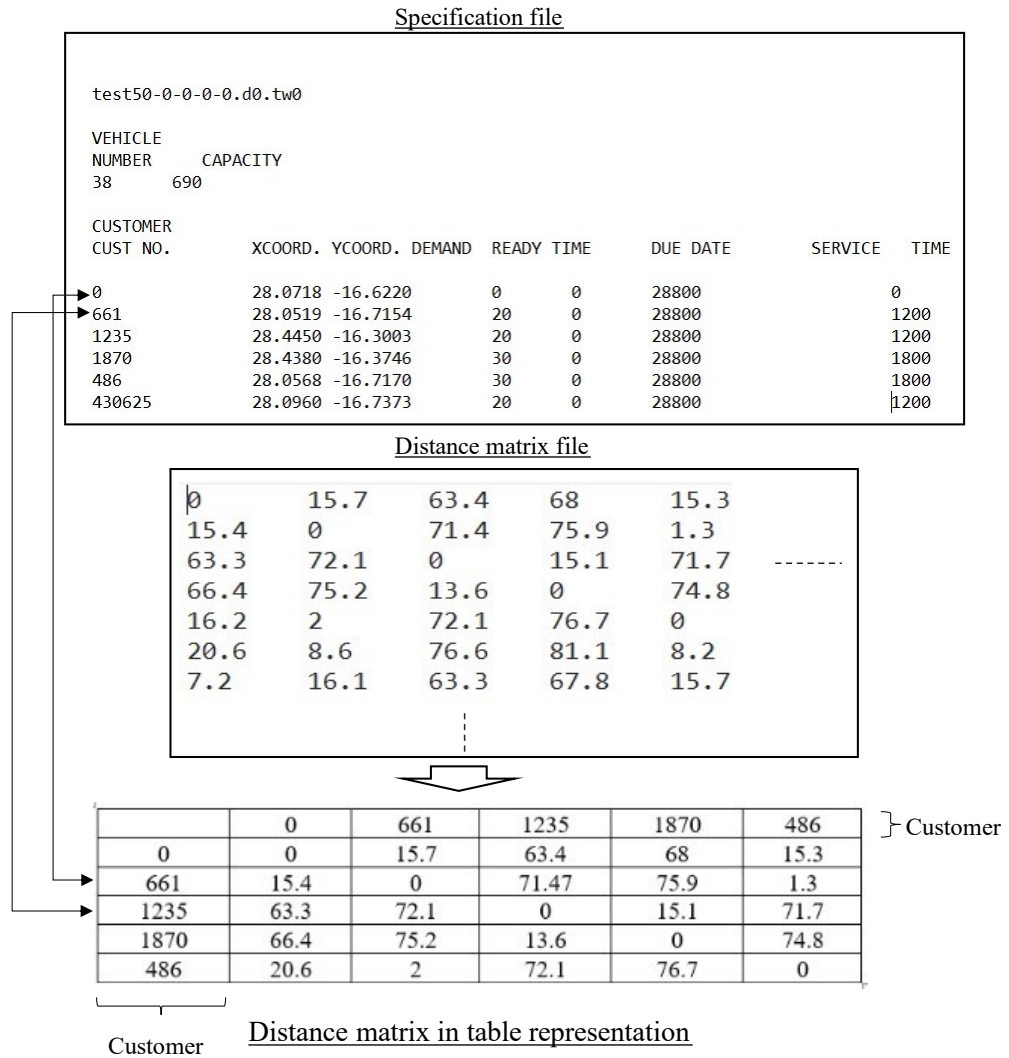 Specification file
test50-0-0-0-0.d0.tw0
VEHICLE
NUMBER CAPACITY
38 690
CUSTOMER
CUST NO. XCOORD. YCOORD. DEMAND READY TIME DUE DATE SERVICE TIME
0 28.0718 -16.6220 0 0 28800 0
661 28.0519 -16.7154 20 0 28800 1200
1235 28.4450 -16.3003 20 0 28800 1200
1870 28.4380 -16.3746 30 0 28800 1800
486 28.0568 -16.7170 30 0 28800 1800
430625 28.0960 -16.7373 20 0 28800 1200
Distance matrix file
0 15.7 63.4 68 15.3
15.4 0 71.4 75.9 1.3
63.3 72.1 0 15.1 71.7
66.4 75.2 13.6 0 74.8
16.2 2 72.1 76.7 0
20.6 8.6 76.6 81.1 8.2
7.2 16.1 63.3 67.8 15.7
0 661 1235 1870 486
Customer
0 0 15.7 63.4 68 15.3
661 15.4 0 71.47 75.9 1.3
1235 63.3 72.1 0 15.1 71.7
1870 66.4 75.2 13.6 0 74.8
486 20.6 2 72.1 76.7 0
Customer
Distance matrix in table representation